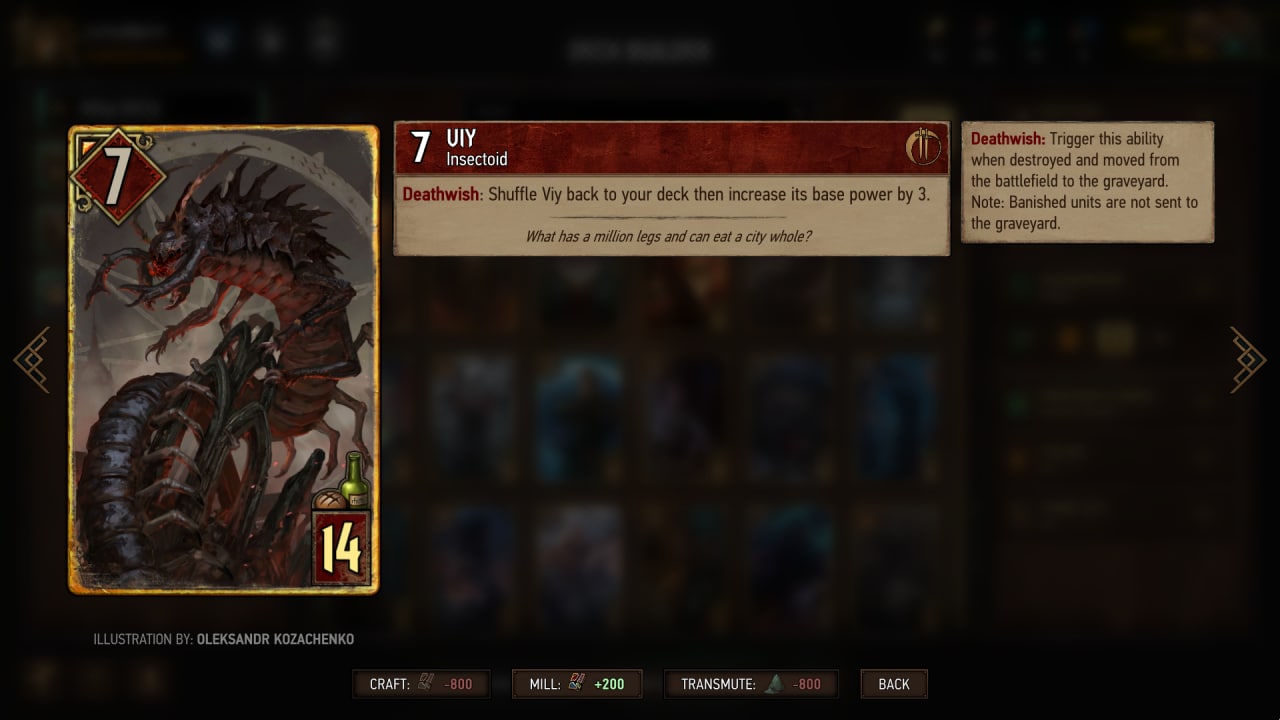 7
7 VIY
Insectoid
Deathwish: Shuffle Viy back to your deck then increase its base power by 3.
What has a million legs and can eat a city whole?
Deathwish: Trigger this ability
when destroyed and moved from
the battlefield to the graveyard.
Note: Banished units are not sent to
the graveyard.
14
ILLUSTRATION BY: OLEKSANDR KOZACHENKO
CRAFT: -800
MILL: +200
TRANSMUTE: -800
BACK